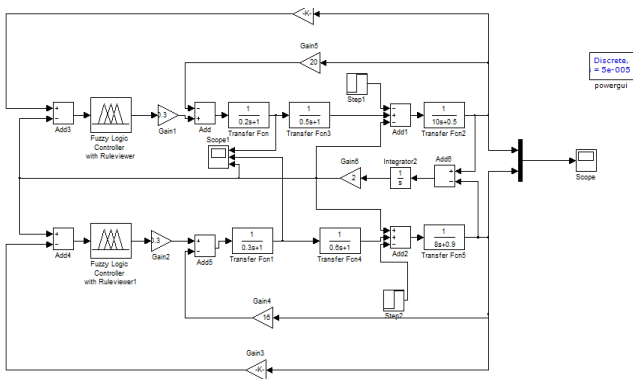 -K-
Gain5
20
Discrete,
= 5e-005
powergui
Step1
Add3
Fuzzy Logic
Controller
with Ruleviewer
0.3
Gain1
Add
1
0.2s+1
Transfer Fcn
1
0.5s+1
Transfer Fcn3
Add1
1
10s+0.5
Transfer Fcn2
Scope1
Gain6
2
Integrator2
1
s
Add6
Scope
Add4
Fuzzy Logic
Controller
with Ruleviewer1
0.3
Gain2
Add5
1
0.3s+1
Transfer Fcn1
1
0.6s+1
Transfer Fcn4
Add2
1
8s+0.9
Transfer Fcn5
Step2
Gain4
16
Gain3
-K-